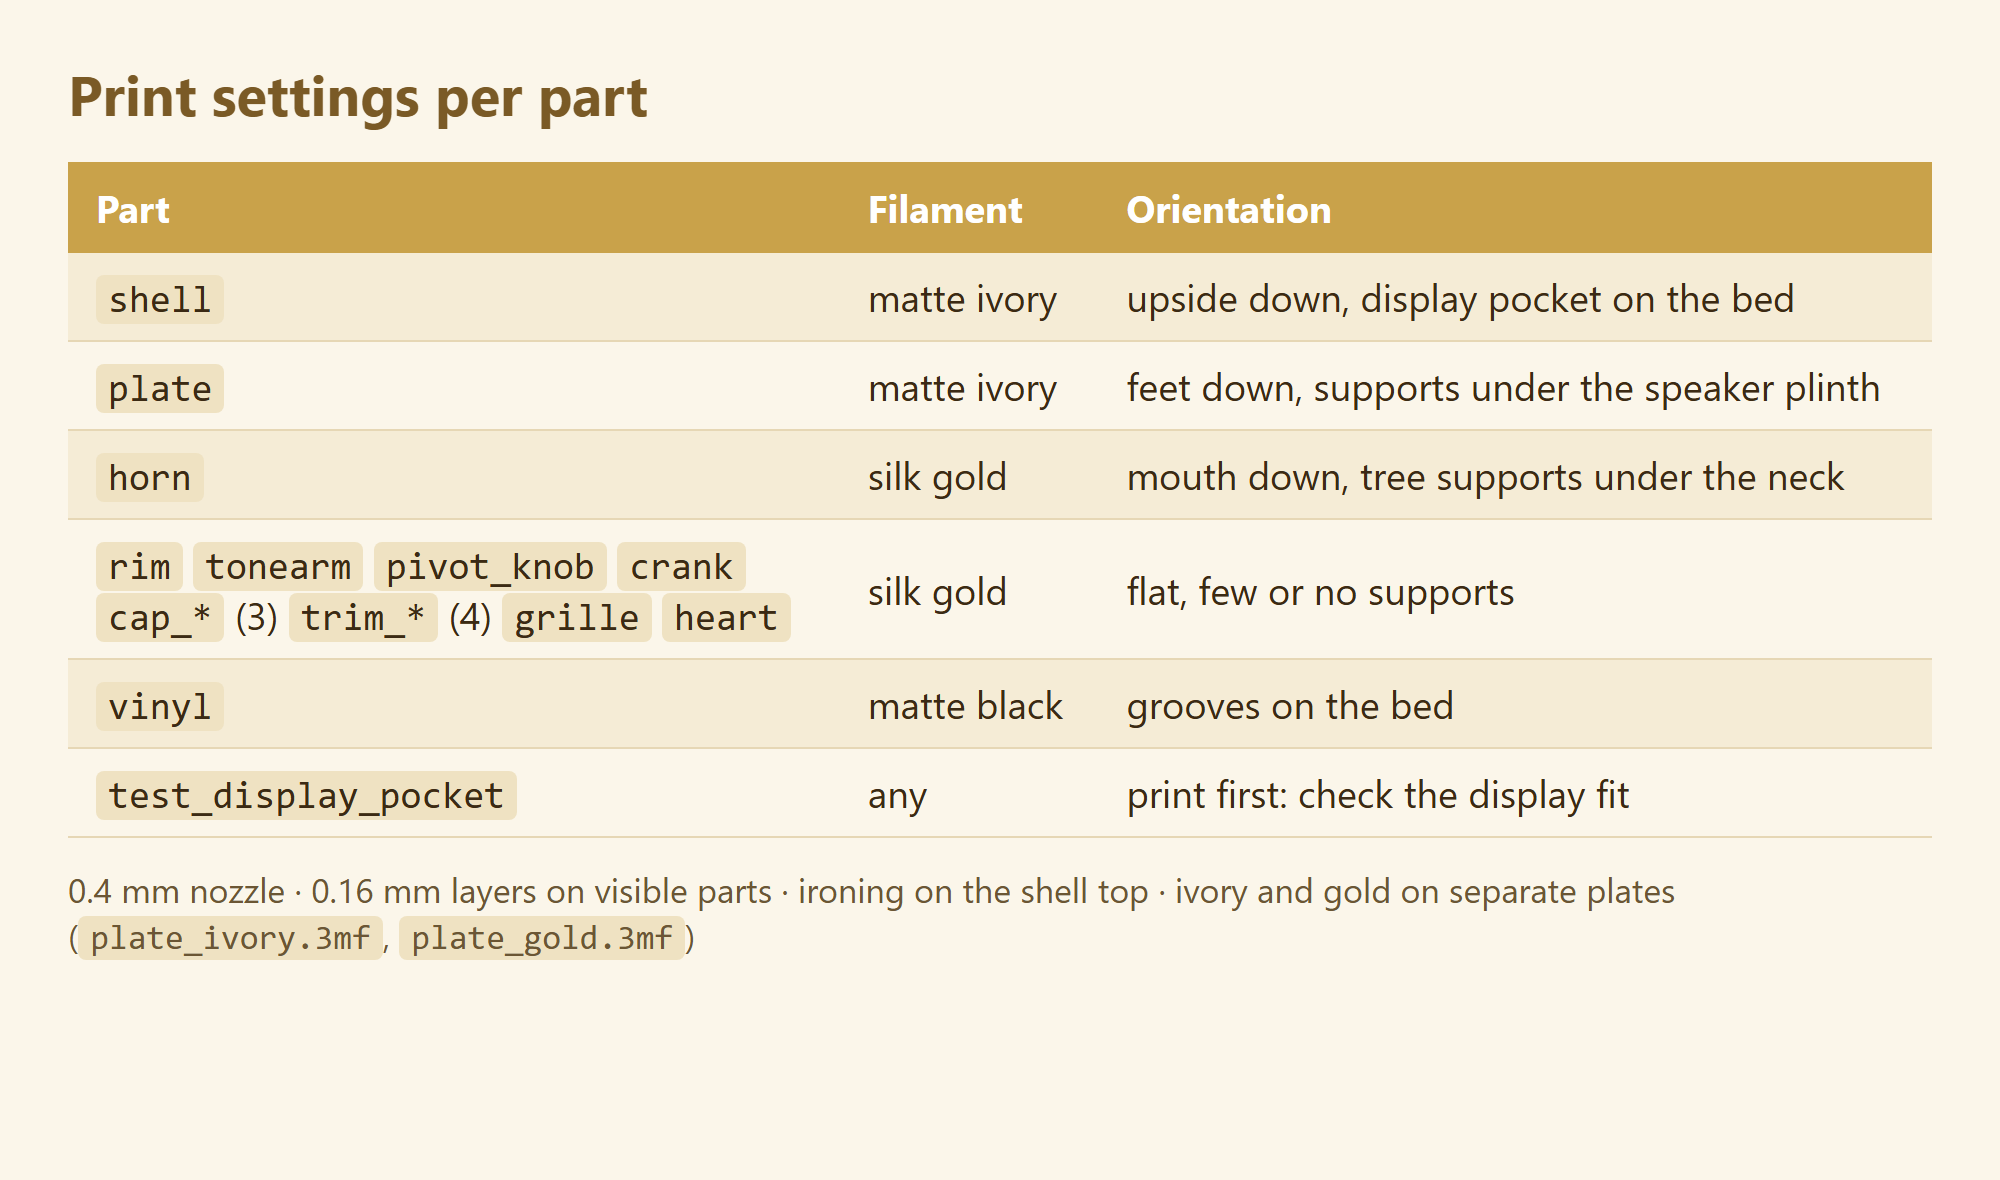 Print settings per part
Part Filament Orientation
shell matte ivory upside down, display pocket on the bed
plate matte ivory feet down, supports under the speaker plinth
horn silk gold mouth down, tree supports under the neck
rim tonearm pivot_knob crank
cap_* (3) trim_* (4) grille heart
silk gold flat, few or no supports
vinyl matte black grooves on the bed
test_display_pocket any print first: check the display fit
0.4 mm nozzle · 0.16 mm layers on visible parts · ironing on the shell top · ivory and gold on separate plates
(plate_ivory.3mf, plate_gold.3mf)